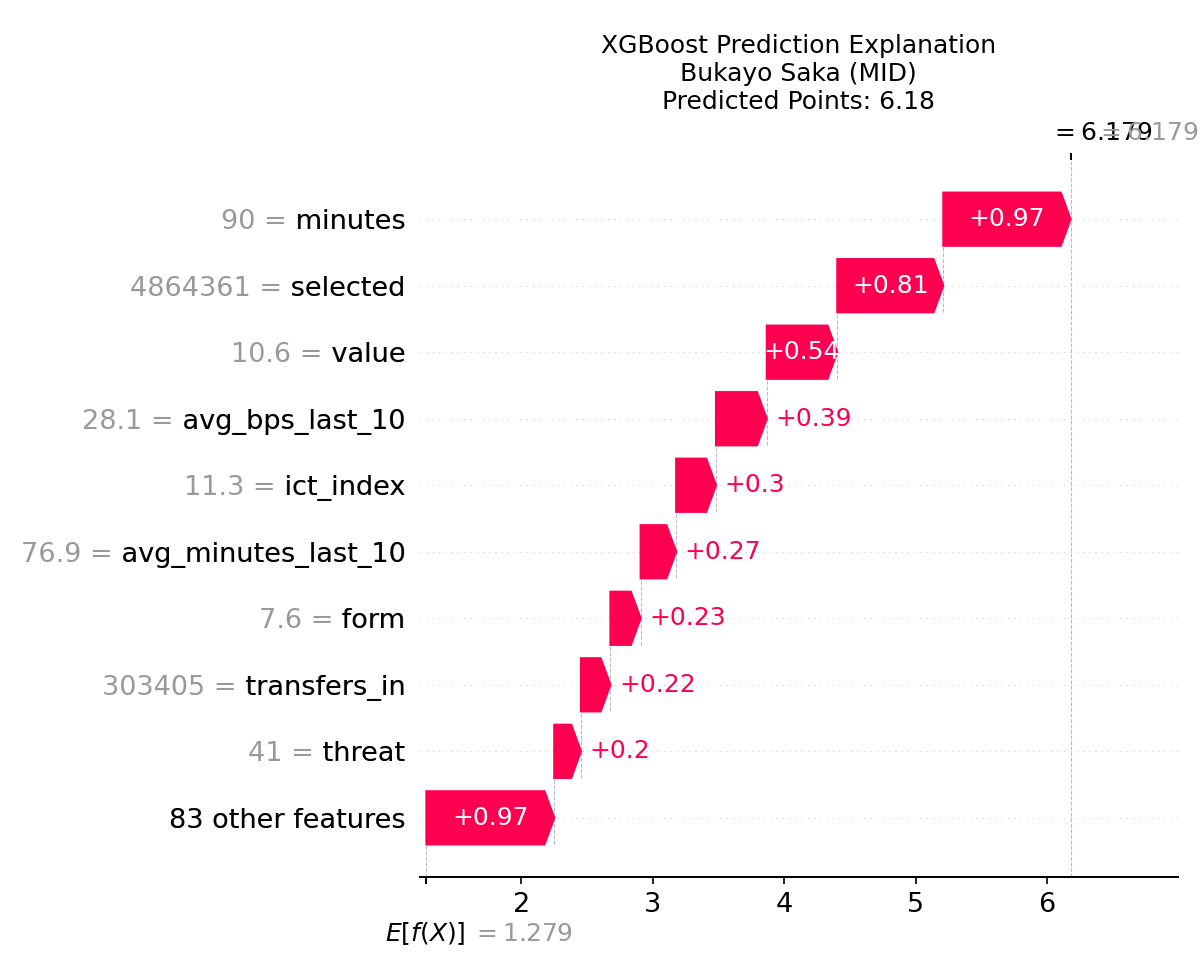 XGBoost Prediction Explanation
Bukayo Saka (MID)
Predicted Points: 6.18
= 6.179 = 6.179
90 = minutes +0.97
4864361 = selected +0.81
10.6 = value +0.54
28.1 = avg_bps_last_10 +0.39
11.3 = ict_index +0.3
76.9 = avg_minutes_last_10 +0.27
7.6 = form +0.23
303405 = transfers_in +0.22
41 = threat +0.2
83 other features +0.97
2 3 4 5 6
E[f(X)] = 1.279